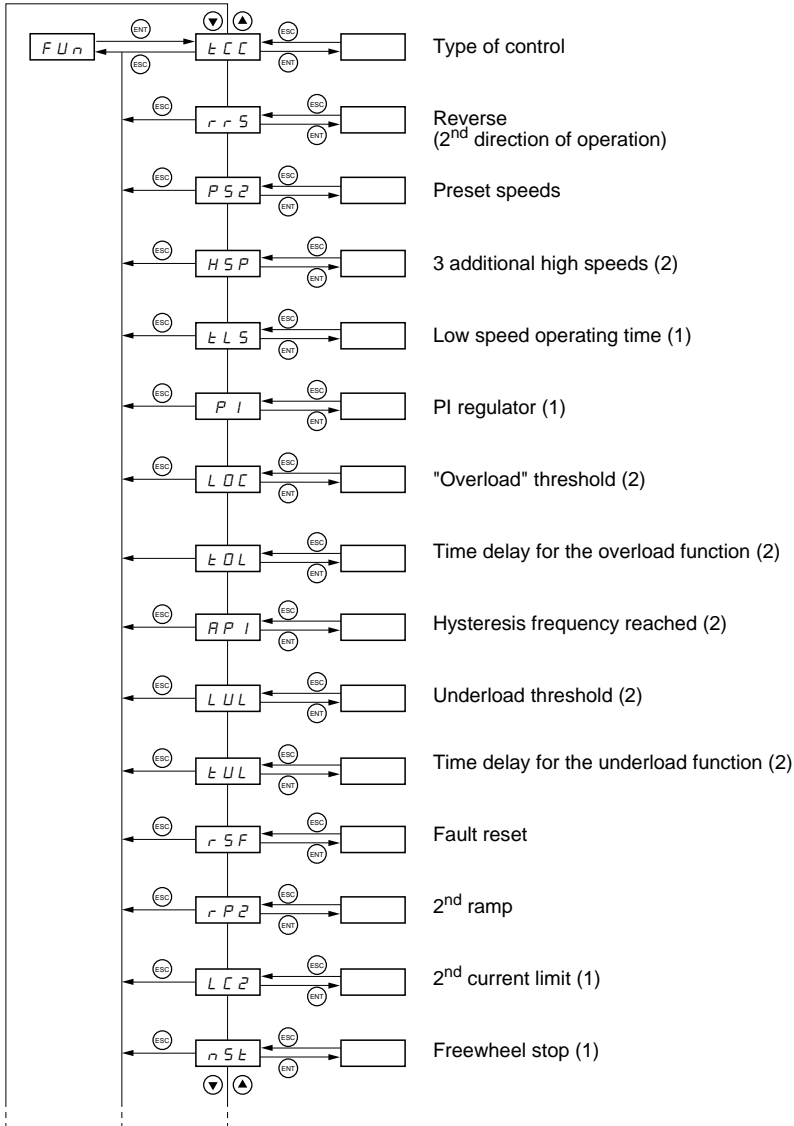 ENT
ESC
FUn
tCC
ESC
ENT
Type of control
ESC
rrS
ESC
ENT
Reverse
(2nd direction of operation)
ESC
PS2
ESC
ENT
Preset speeds
ESC
HSP
ESC
ENT
3 additional high speeds (2)
ESC
tLS
ESC
ENT
Low speed operating time (1)
ESC
PI
ESC
ENT
PI regulator (1)
ESC
LOC
ESC
ENT
"Overload" threshold (2)
tOL
ESC
ENT
Time delay for the overload function (2)
ESC
AP1
ESC
ENT
Hysteresis frequency reached (2)
ESC
LUL
ESC
ENT
Underload threshold (2)
ESC
tUL
ESC
ENT
Time delay for the underload function (2)
ESC
rSF
ESC
ENT
Fault reset
ESC
rP2
ESC
ENT
2nd ramp
ESC
LC2
ESC
ENT
2nd current limit (1)
ESC
nSt
ESC
ENT
Freewheel stop (1)